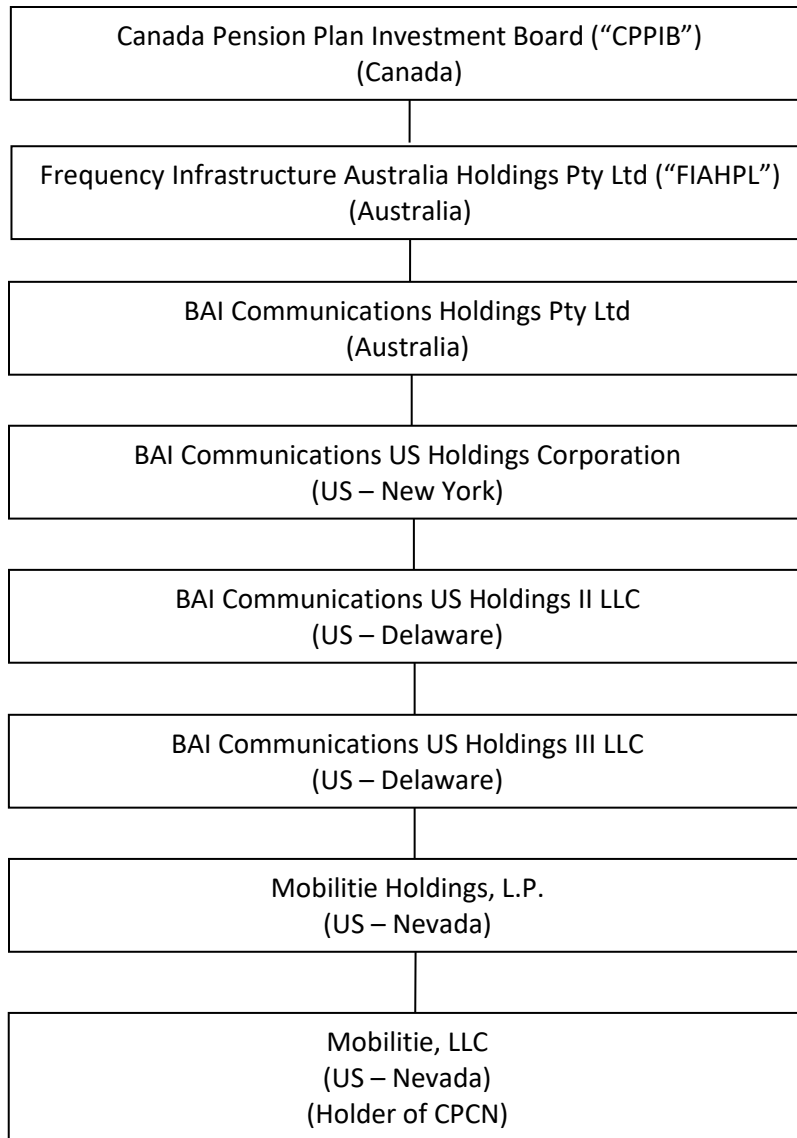 Canada Pension Plan Investment Board (“CPPIB”)
(Canada)
Frequency Infrastructure Australia Holdings Pty Ltd (“FIAHPL”)
(Australia)
BAI Communications Holdings Pty Ltd
(Australia)
BAI Communications US Holdings Corporation
(US – New York)
BAI Communications US Holdings II LLC
(US – Delaware)
BAI Communications US Holdings III LLC
(US – Delaware)
Mobilitie Holdings, L.P.
(US – Nevada)
Mobilitie, LLC
(US – Nevada)
(Holder of CPCN)